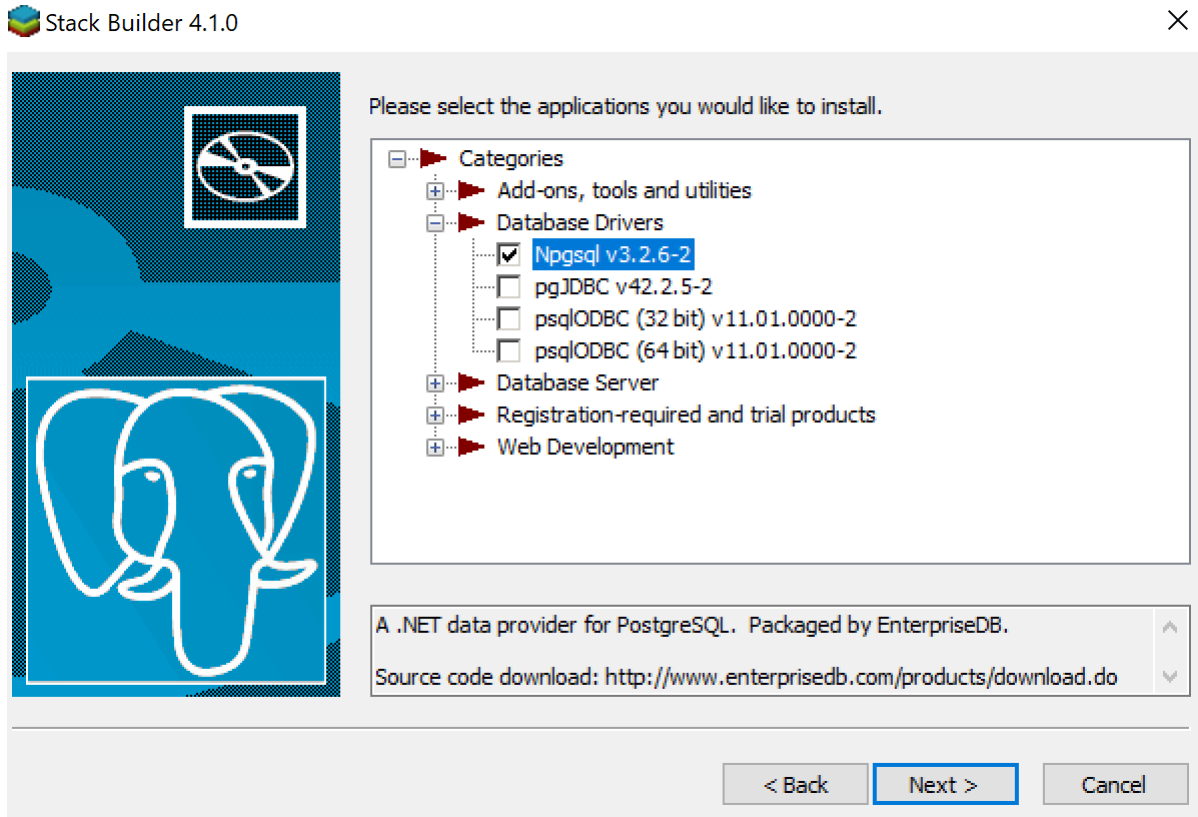 Stack Builder 4.1.0
Please select the applications you would like to install.
Categories
Add-ons, tools and utilities
Database Drivers
Npgsql v3.2.6-2
pgJDBC v42.2.5-2
psqlODBC (32 bit) v11.01.0000-2
psqlODBC (64 bit) v11.01.0000-2
Database Server
Registration-required and trial products
Web Development
A .NET data provider for PostgreSQL.  Packaged by EnterpriseDB.
Source code download: http://www.enterprisedb.com/products/download.do
< Back Next > Cancel